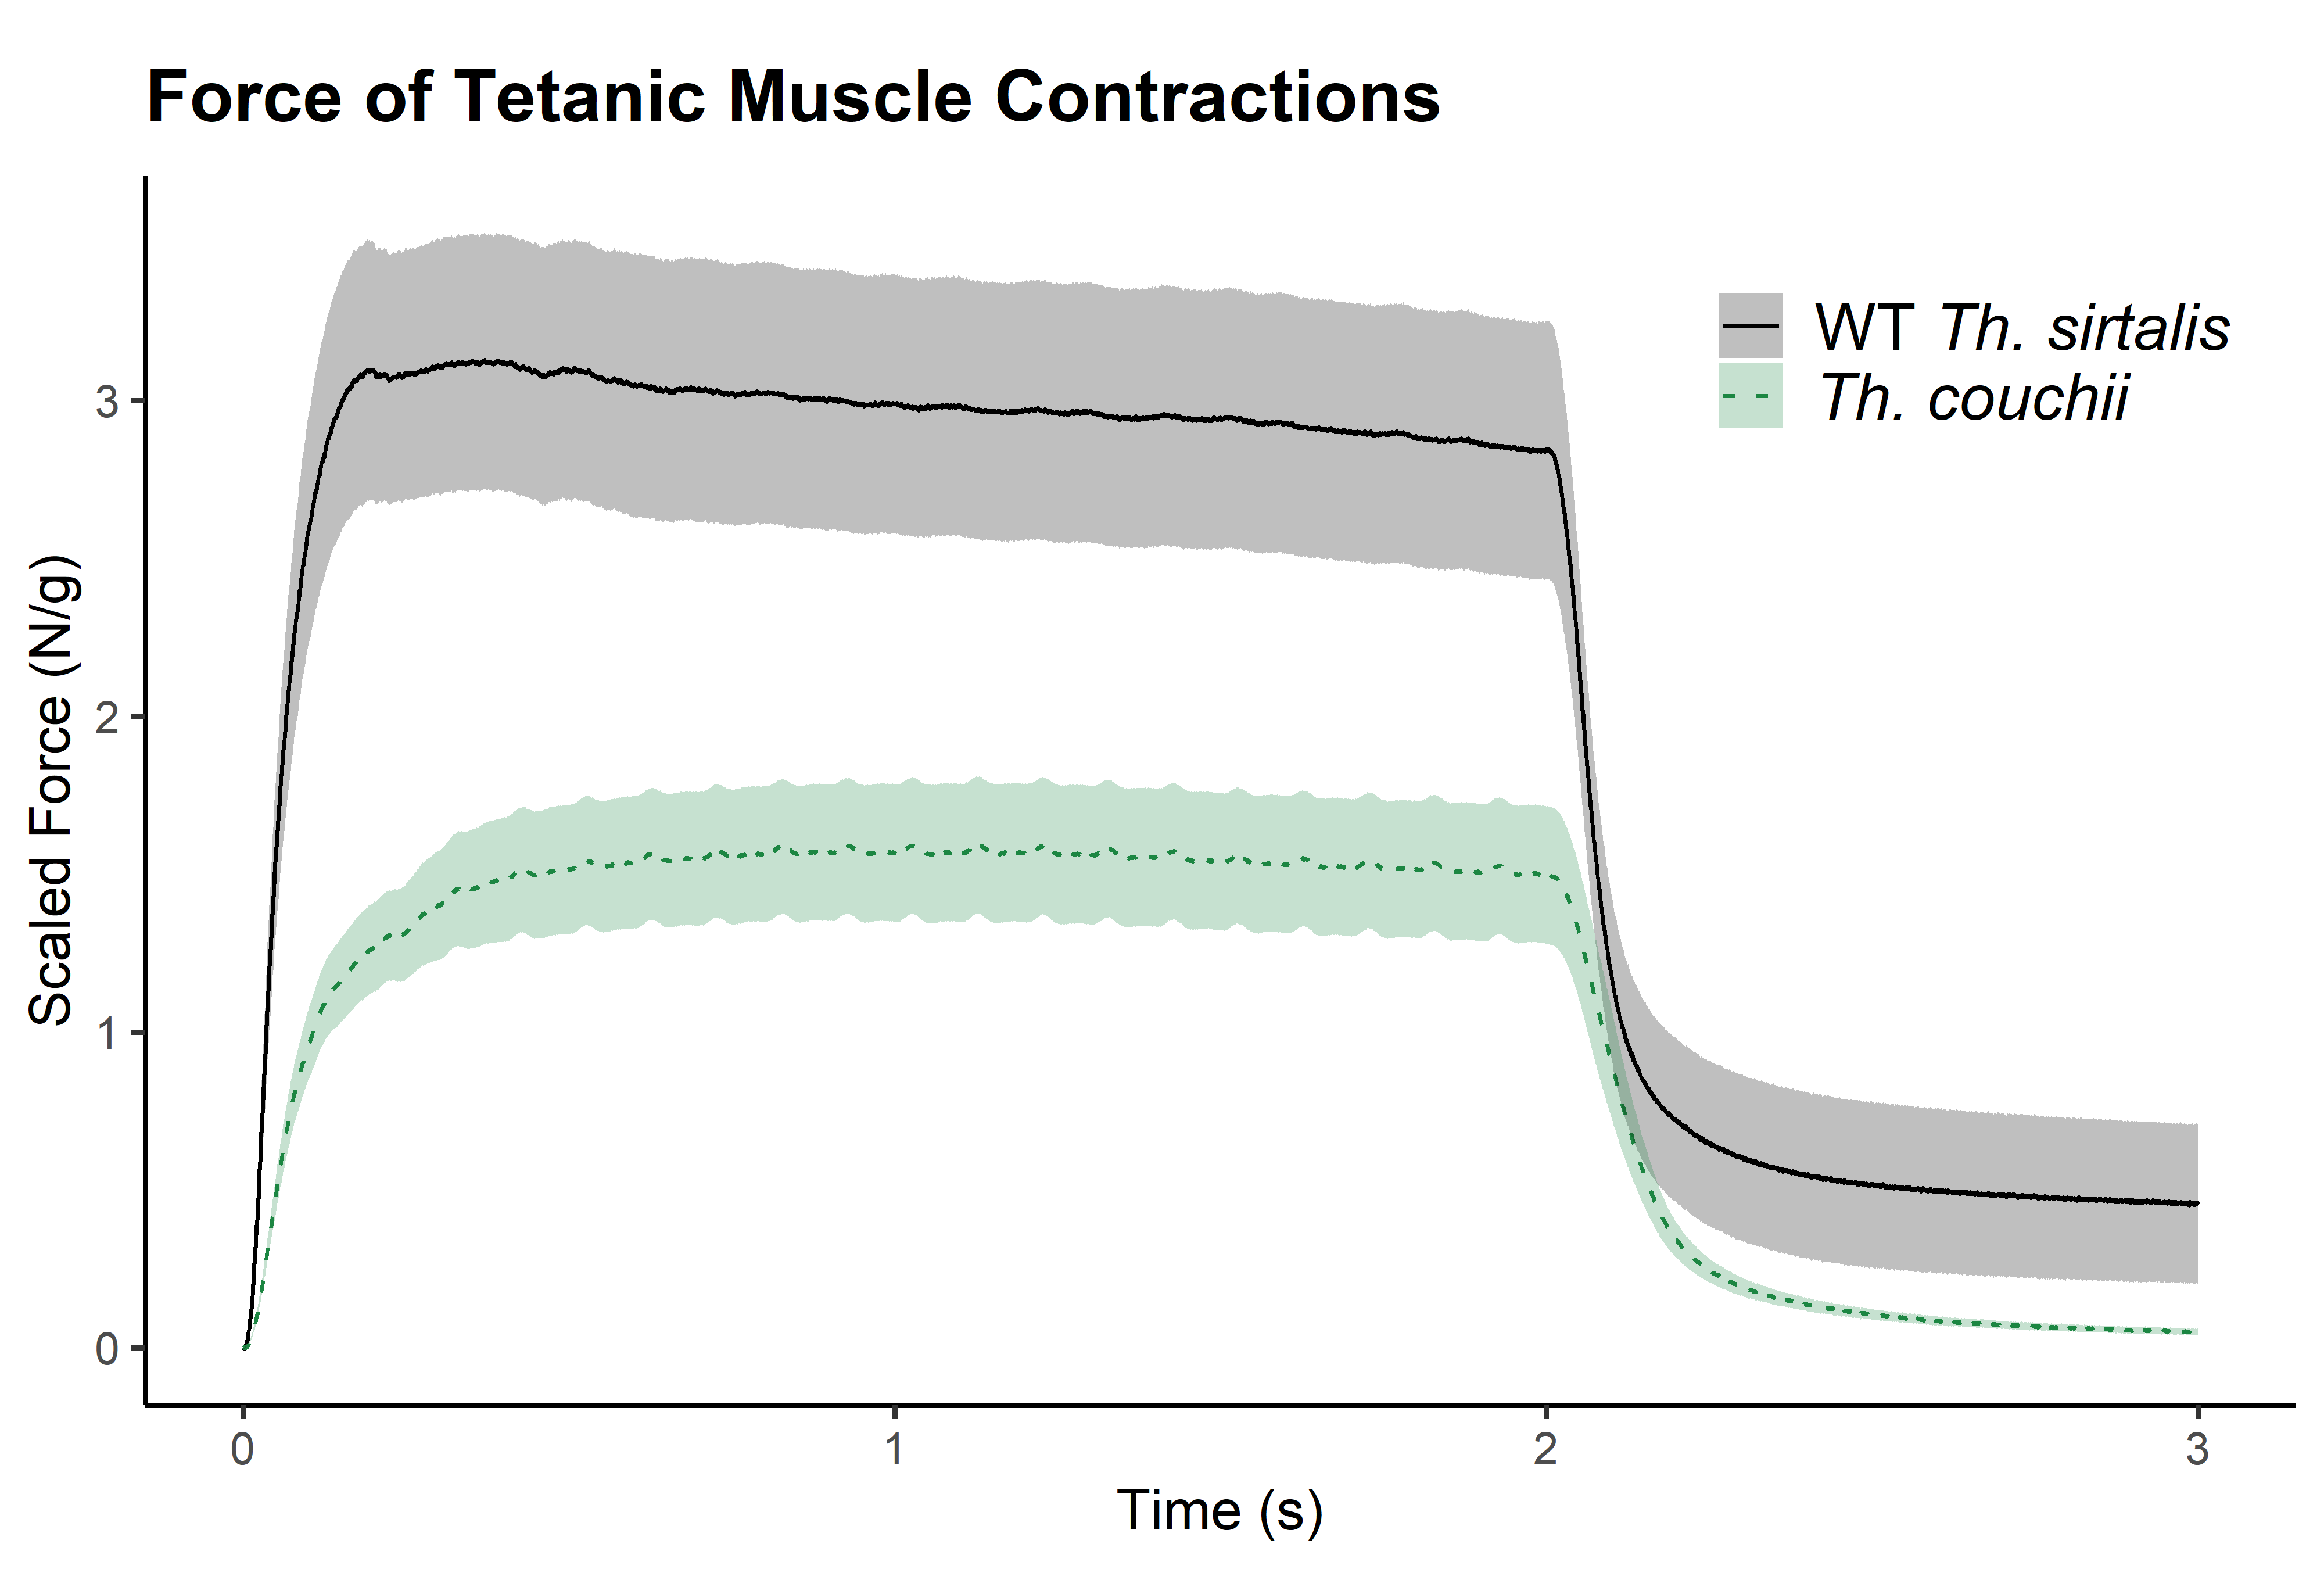 Force of Tetanic Muscle Contractions
WT Th. sirtalis
Th. couchii
Scaled Force (N/g)
3
2
1
0
0 1 2 3
Time (s)